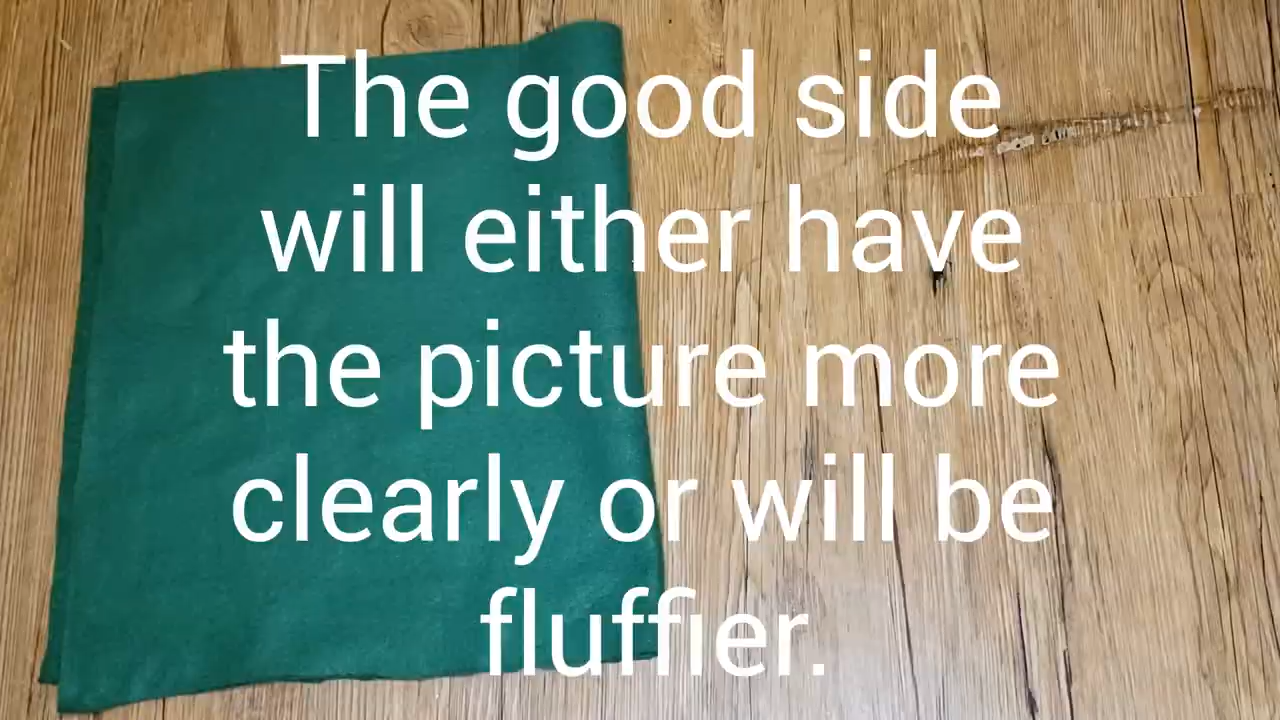 The good side
will either have
the picture more
clearly or will be
fluffier.